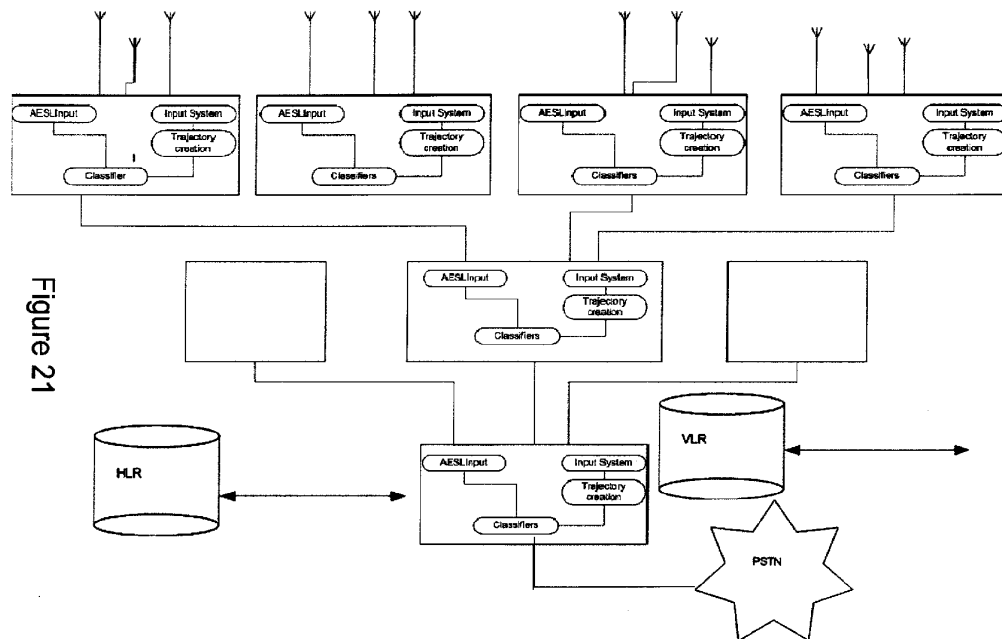 AESLInput
Input System
Trajectory
creation
Classifier
AESLInput
Input System
Trajectory
creation
Classifiers
AESLInput
Input System
Trajectory
creation
Classifiers
AESLInput
Input System
Trajectory
creation
Classifiers
AESLInput
Input System
Trajectory
creation
Classifiers
Figure 21
HLR
AESLInput
Input System
Trajectory
creation
Classifiers
VLR
PSTN